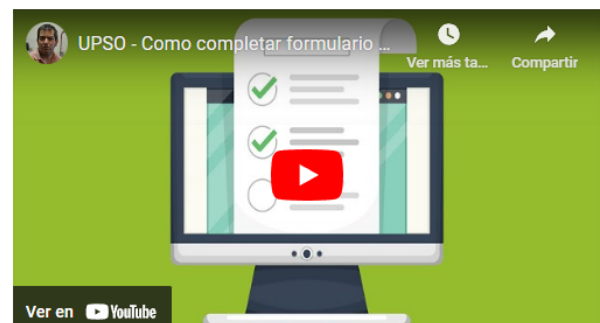 UPSO - Como completar formulario ...
Ver más ta...
Compartir
Ver en YouTube